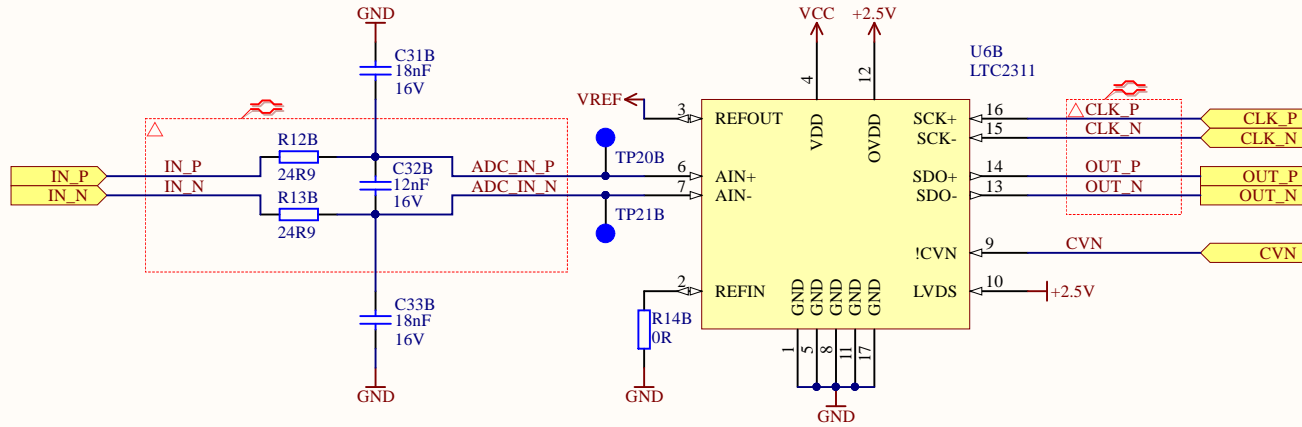 GND
VCC
+2.5V
C31B
18nF
16V
U6B
LTC2311
4
12
VREF
3
REFOUT
VDD
OVDD
SCK+
16
CLK_P
CLK_P
SCK-
15
CLK_N
CLK_N
R12B
24R9
IN_P
IN_P
C32B
12nF
16V
ADC_IN_P
TP20B
6
AIN+
SDO+
14
OUT_P
OUT_P
IN_N
IN_N
R13B
24R9
ADC_IN_N
TP21B
7
AIN-
SDO-
13
OUT_N
OUT_N
!CVN
9
CVN
CVN
2
REFIN
GND
GND
GND
GND
GND
LVDS
10
+2.5V
C33B
18nF
16V
R14B
0R
1
5
8
11
17
GND
GND
GND